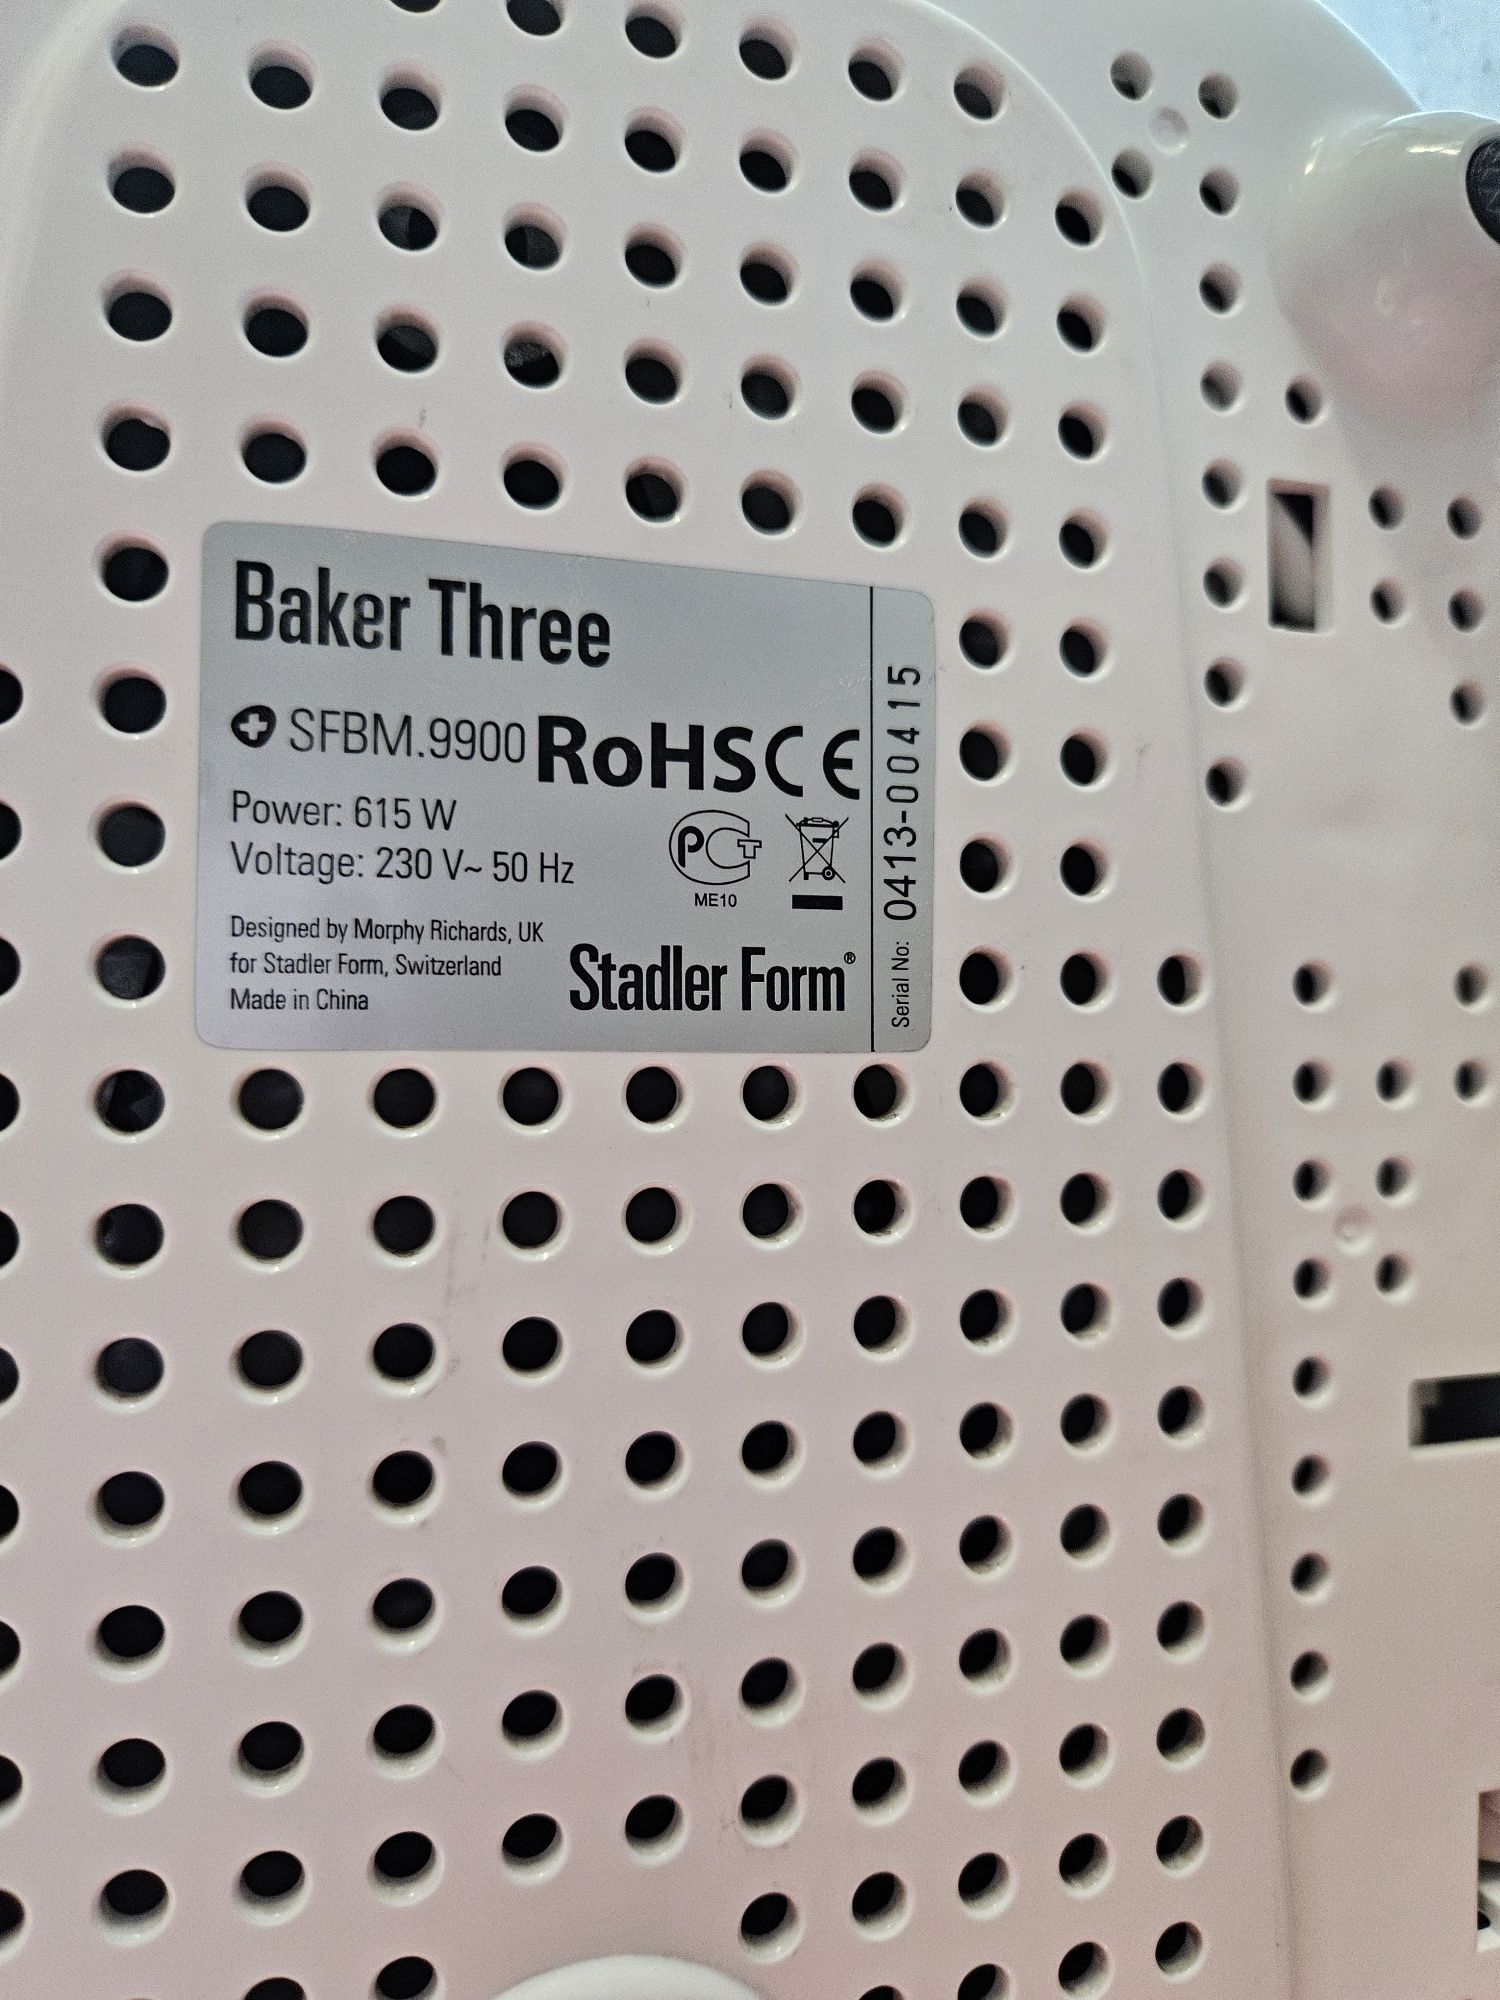 Baker Three
SFBM.9900 RoHS CE
Power: 615 W
Voltage: 230 V~ 50 Hz
PCT
ME10
Designed by Morphy Richards, UK
for Stadler Form, Switzerland
Made in China
Stadler Form®
Serial No: 0413-00415